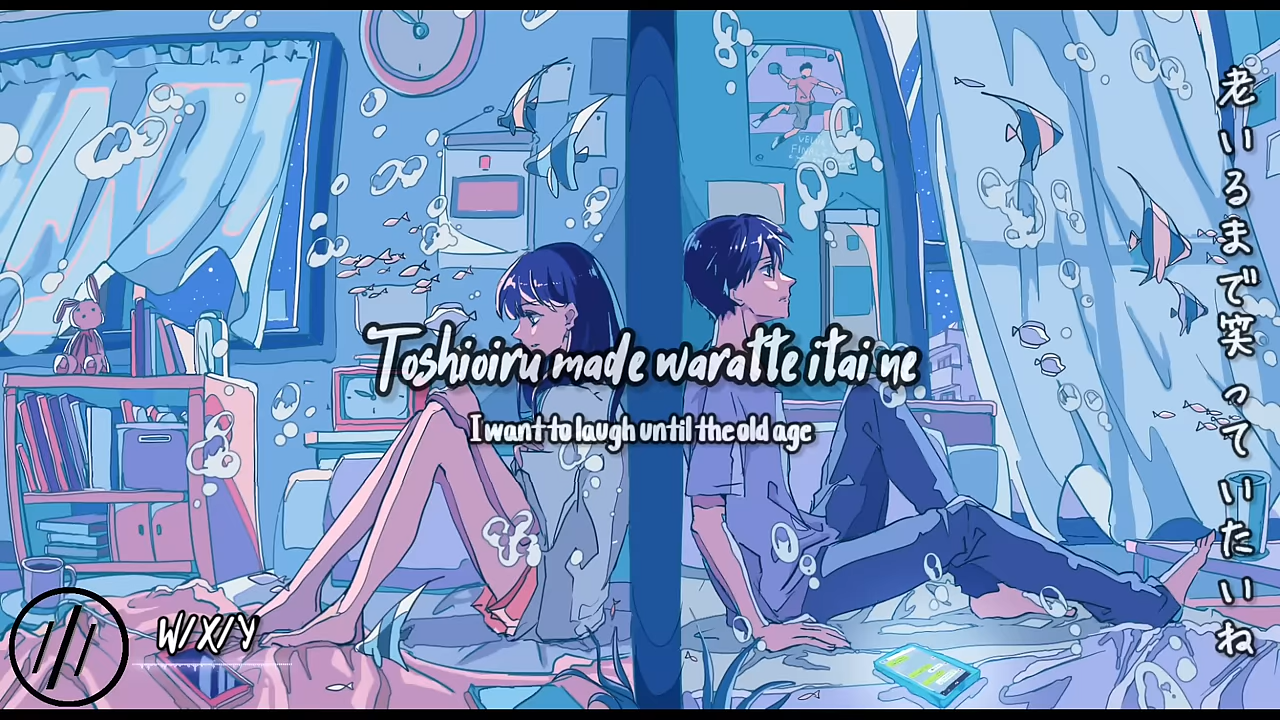 Toshioiru made waratte itai ne
I want to laugh until the old age
老いるまで笑っていたいね
W/X/Y